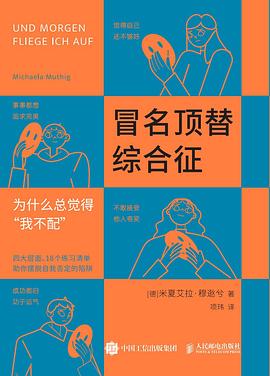 UND MORGEN
FLIEGE ICH AUF
Michaela Muthig
觉得自己
还不够好
事事都想
追求完美
冒名顶替
综合征
为什么总觉得
“我不配”
不敢接受
他人夸奖
四大层面、18个练习清单
助你摆脱自我否定的陷阱
[德]米夏艾拉·穆逊兮 著
项玮 译
成功都归
功于运气
中国工信出版集团
人民邮电出版社